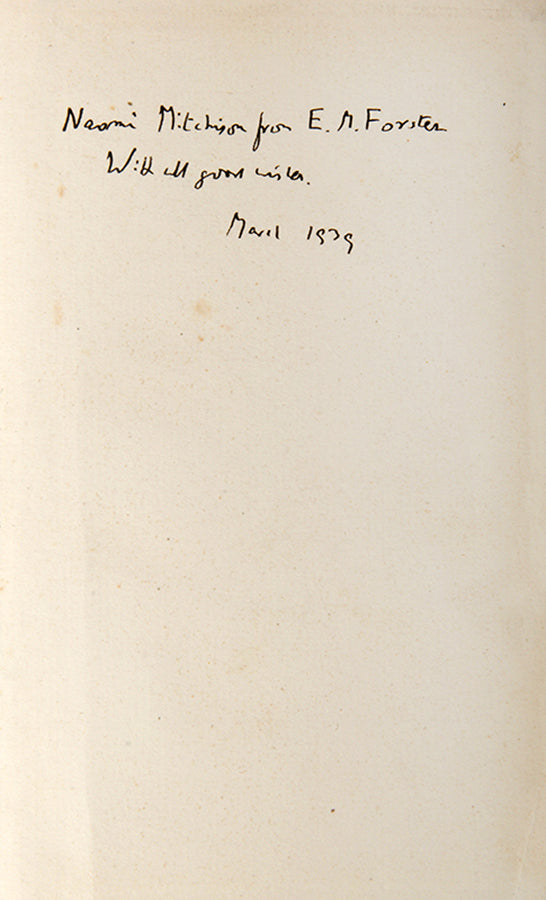 Naomi Mitchison from E. M. Forster
With all good wishes.
March 1939